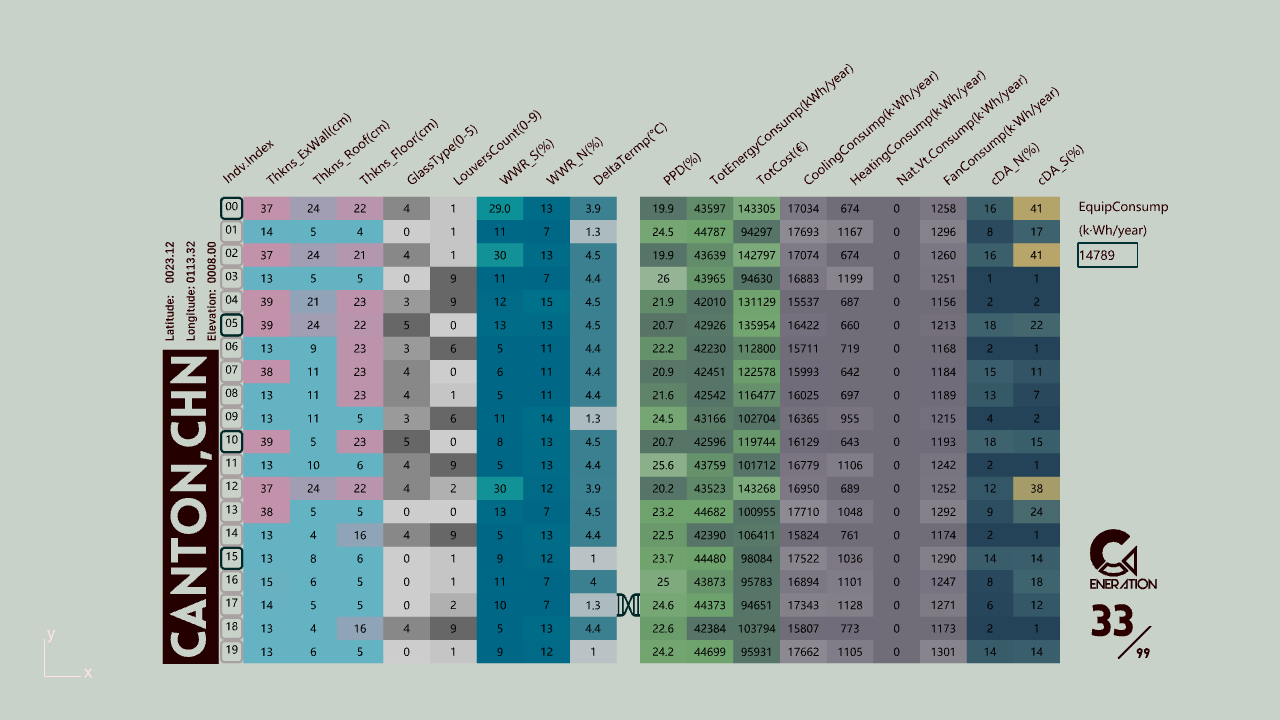 Indv.Index Thkns_ExWall(cm) Thkns_Roof(cm) Thkns_Floor(cm) GlassType(0-5) LouversCount(0-9) WWR_S(%) WWR_N(%) DeltaTermp(°C) PPD(%) TotEnergyConsump(kWh/year) TotCost(€) CoolingConsump(k·Wh/year) HeatingConsump(k·Wh/year) Nat.Vt.Consump(k·Wh/year) FanConsump(k·Wh/year) cDA_N(%) cDA_S(%)
00 37 24 22 4 1 29.0 13 3.9 19.9 43597 143305 17034 674 0 1258 16 41
01 14 5 4 0 1 11 7 1.3 24.5 44787 94297 17693 1167 0 1296 8 17
02 37 24 21 4 1 30 13 4.5 19.9 43639 142797 17074 674 0 1260 16 41
03 13 5 5 0 9 11 7 4.5 26 43965 94630 16883 1199 0 1251 1 1
04 39 21 23 3 9 12 15 4.5 21.9 42010 131129 15537 687 0 1156 2 2
05 39 24 22 5 0 13 13 4.5 20.7 42926 135954 16422 660 0 1213 18 22
06 13 9 23 3 6 5 11 4.4 22.2 42230 112800 15711 719 0 1168 2 1
07 38 11 23 4 0 6 11 4.4 20.9 42451 122578 15993 642 0 1184 15 11
08 13 11 23 4 1 5 11 4.4 21.6 42542 116477 16025 697 0 1189 13 7
09 13 11 5 3 6 11 14 1.3 24.5 43166 102704 16365 955 0 1215 4 2
10 39 5 23 5 0 8 13 4.5 20.7 42596 119744 16129 643 0 1193 18 15
11 13 10 6 4 9 5 13 4.4 25.6 43759 101712 16779 1106 0 1242 2 1
12 37 24 22 4 2 30 12 3.9 20.2 43523 143268 16950 689 0 1252 12 38
13 38 5 5 0 0 13 7 4.5 23.2 44682 100955 17710 1048 0 1292 9 24
14 13 4 16 4 9 5 13 4.4 22.5 42390 106411 15824 761 0 1174 2 1
15 13 8 6 0 1 9 12 1 23.7 44480 98084 17522 1036 0 1290 14 14
16 15 6 5 0 1 11 7 4 25 43873 95783 16894 1101 0 1247 8 18
17 14 5 5 0 2 10 7 1.3 24.6 44373 94651 17343 1128 0 1271 6 12
18 13 4 16 4 9 5 13 4.4 22.6 42384 103794 15807 773 0 1173 2 1
19 13 6 5 0 1 9 12 1 24.2 44699 95931 17662 1105 0 1301 14 14
Latitude: 0023.12
Longitude: 0113.32
Elevation: 0008.00
CANTON,CHN
EquipConsump
(k·Wh/year)
14789
ENERATION
33/99
y
x